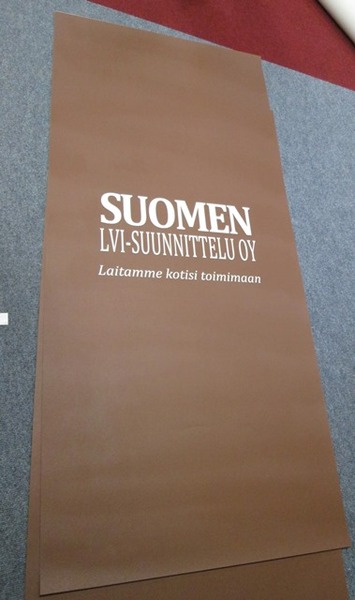 SUOMEN
LVI-SUUNNITTELU OY
Laitamme kotisi toimimaan